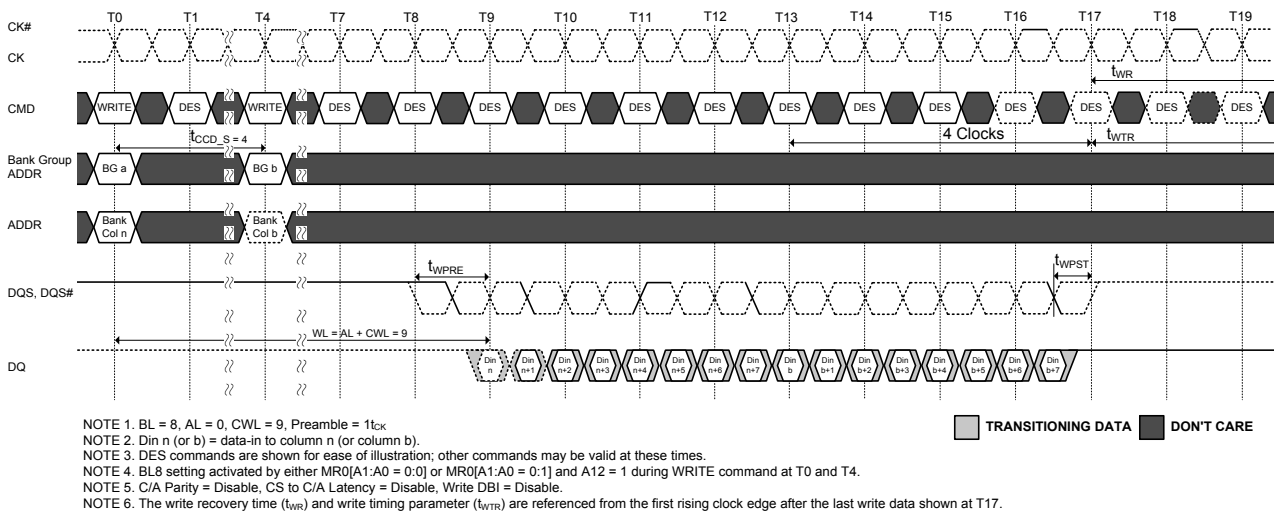 T0 T1 T4 T7 T8 T9 T10 T11 T12 T13 T14 T15 T16 T17 T18 T19
CK#
CK
tWR
CMD WRITE DES WRITE DES DES DES DES DES DES DES DES DES DES DES DES DES
tCCD_S = 4
4 Clocks
tWTR
Bank Group
ADDR
BG a BG b
ADDR
Bank
Col n
Bank
Col b
tWPRE
tWPST
DQS, DQS#
WL = AL + CWL = 9
DQ
Din
n
Din
n+1
Din
n+2
Din
n+3
Din
n+4
Din
n+5
Din
n+6
Din
n+7
Din
b
Din
b+1
Din
b+2
Din
b+3
Din
b+4
Din
b+5
Din
b+6
Din
b+7
NOTE 1. BL = 8, AL = 0, CWL = 9, Preamble = 1tCK
NOTE 2. Din n (or b) = data-in to column n (or column b).
NOTE 3. DES commands are shown for ease of illustration; other commands may be valid at these times.
NOTE 4. BL8 setting activated by either MR0[A1:A0 = 0:0] or MR0[A1:A0 = 0:1] and A12 = 1 during WRITE command at T0 and T4.
NOTE 5. C/A Parity = Disable, CS to C/A Latency = Disable, Write DBI = Disable.
NOTE 6. The write recovery time (tWR) and write timing parameter (tWTR) are referenced from the first rising clock edge after the last write data shown at T17.
TRANSITIONING DATA DON'T CARE